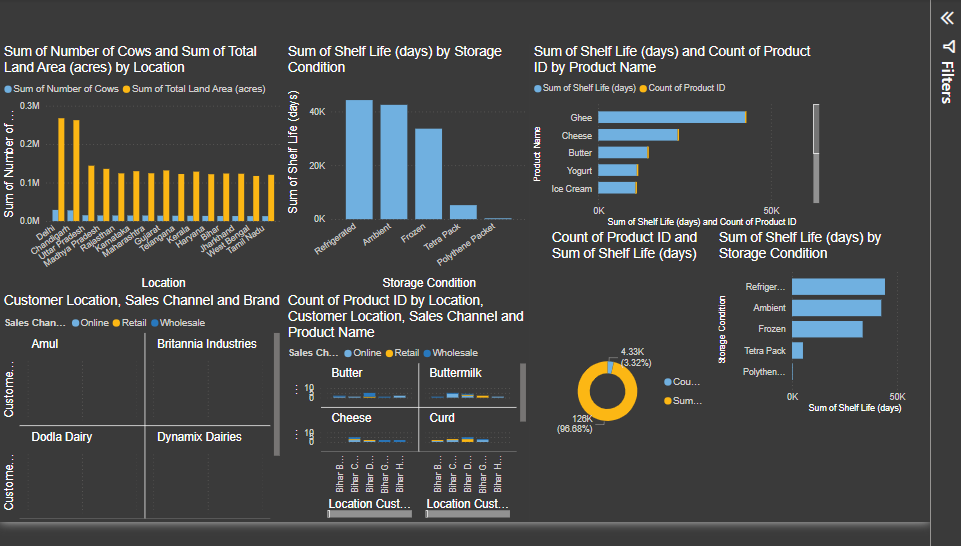 Sum of Number of Cows and Sum of Total
Land Area (acres) by Location
Sum of Number of Cows Sum of Total Land Area (acres)
Sum of Number of ...
0.3M
0.2M
0.1M
0.0M
Delhi
Chandigarh
Uttar Pradesh
Madhya Pradesh
Rajasthan
Karnataka
Maharashtra
Gujarat
Telangana
Kerala
Haryana
Bihar
Jharkhand
West Bengal
Tamil Nadu
Location
Sum of Shelf Life (days) by Storage
Condition
Sum of Shelf Life (days)
40K
20K
0K
Refrigerated
Ambient
Frozen
Tetra Pack
Polythene Packet
Storage Condition
Sum of Shelf Life (days) and Count of Product
ID by Product Name
Sum of Shelf Life (days) Count of Product ID
Product Name
Ghee
Cheese
Butter
Yogurt
Ice Cream
0K 50K
Sum of Shelf Life (days) and Count of Product ID
Filters
Customer Location, Sales Channel and Brand
Sales Chan... Online Retail Wholesale
Amul
Britannia Industries
Custome...
Dodla Dairy
Dynamix Dairies
Custome...
Count of Product ID by Location,
Customer Location, Sales Channel and
Product Name
Sales Ch... Online Retail Wholesale
Butter
Buttermilk
10
5
0
Cheese
Curd
10
5
0
Bihar B...
Bihar C...
Bihar D...
Bihar G...
Bihar H...
Bihar B...
Bihar C...
Bihar D...
Bihar G...
Bihar H...
Location Cust...
Location Cust...
Count of Product ID and
Sum of Shelf Life (days)
4.33K
(3.32%)
126K
(96.68%)
Cou...
Sum...
Sum of Shelf Life (days) by
Storage Condition
Storage Condition
Refriger...
Ambient
Frozen
Tetra Pack
Polythen...
0K 50K
Sum of Shelf Life (days)